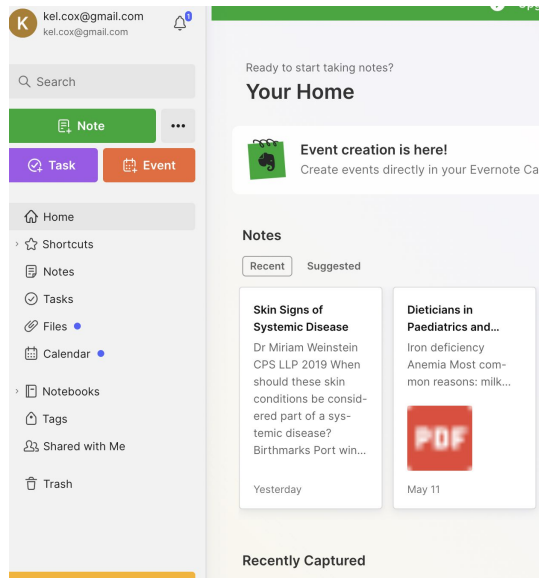 K
kel.cox@gmail.com
kel.cox@gmail.com
Search
Note
Task
Event
Home
Shortcuts
Notes
Tasks
Files
Calendar
Notebooks
Tags
Shared with Me
Trash
Ready to start taking notes?
Your Home
Event creation is here!
Create events directly in your Evernote Ca
Notes
Recent Suggested
Skin Signs of
Systemic Disease
Dr Miriam Weinstein
CPS LLP 2019 When
should these skin
conditions be consid-
ered part of a sys-
temic disease?
Birthmarks Port win...
Yesterday
Dieticians in
Paediatrics and...
Iron deficiency
Anemia Most com-
mon reasons: milk...
PDF
May 11
Recently Captured